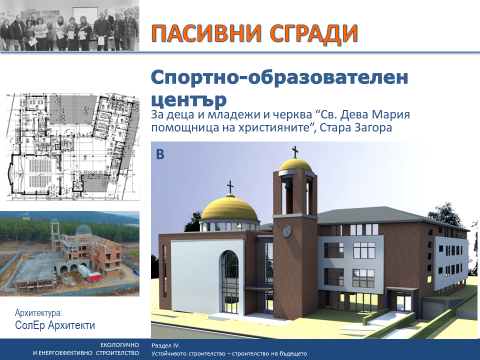 ПАСИВНИ СГРАДИ
Спортно-образователен
център
За деца и младежи и черква “Св. Дева Мария
помощница на християните”, Стара Загора
В
Архитектура:
СолЕр Архитекти
ЕКОЛОГИЧНО
И ЕНЕРГОЕФЕКТИВНО СТРОИТЕЛСТВО
Раздел IV.
Устойчивото строителство – строителство на бъдещето